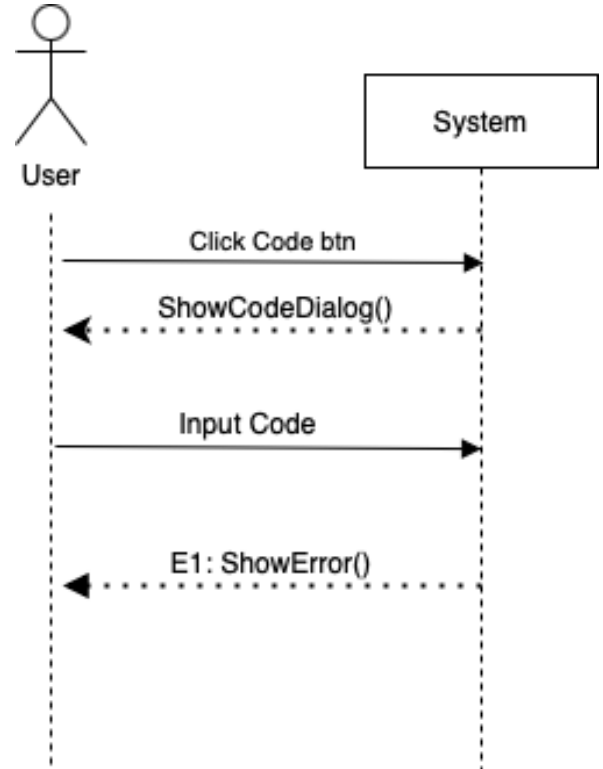 User
System
Click Code btn
ShowCodeDialog()
Input Code
E1: ShowError()